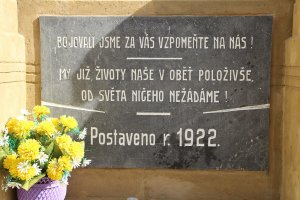 BOJOVALI JSME ZA VÁS VZPOMEŇTE NA NÁS!
MY JIŽ ŽIVOTY NAŠE V OBĚŤ POLOŽIVŠE,
OD SVĚTA NIČEHO NEŽÁDÁME!
Postaveno r. 1922.